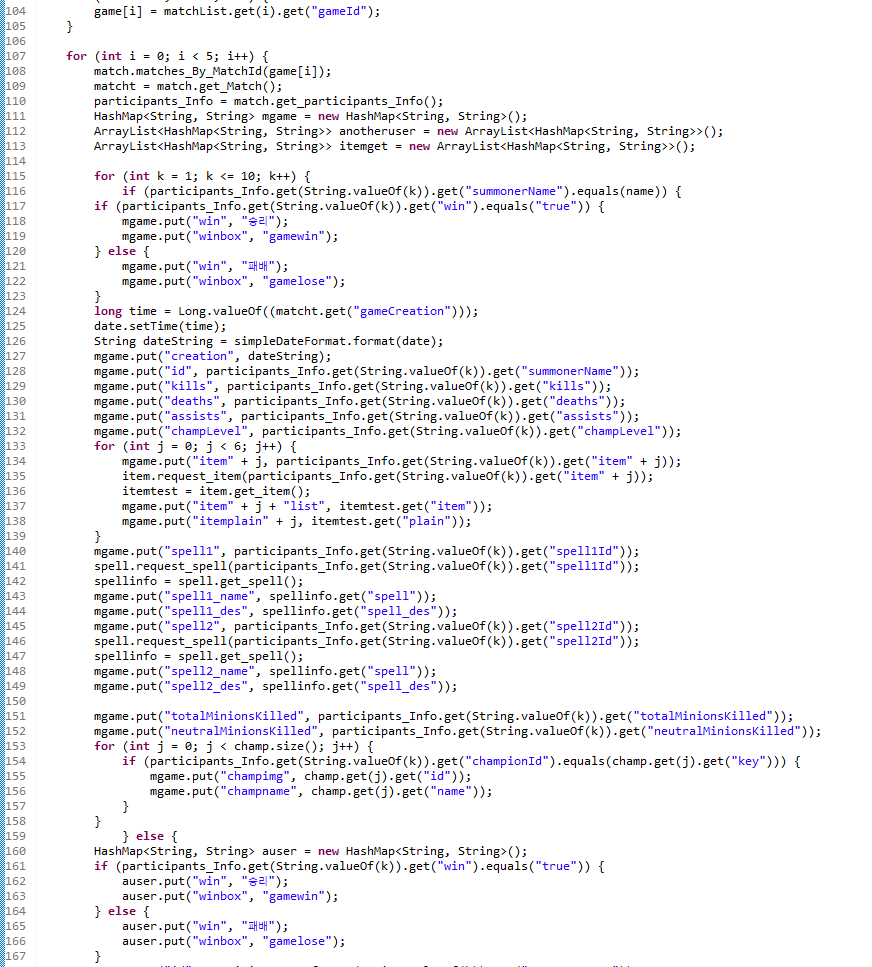 104 game[i] = matchList.get(i).get("gameId");
105 }
106
107 for (int i = 0; i < 5; i++) {
108 match.matches_By_MatchId(game[i]);
109 matcht = match.get_Match();
110 participants_Info = match.get_participants_Info();
111 HashMap<String, String> mgame = new HashMap<String, String>();
112 ArrayList<HashMap<String, String>> anotheruser = new ArrayList<HashMap<String, String>>();
113 ArrayList<HashMap<String, String>> itemget = new ArrayList<HashMap<String, String>>();
114
115 for (int k = 1; k <= 10; k++) {
116 if (participants_Info.get(String.valueOf(k)).get("summonerName").equals(name)) {
117 if (participants_Info.get(String.valueOf(k)).get("win").equals("true")) {
118 mgame.put("win", "승리");
119 mgame.put("winbox", "gamewin");
120 } else {
121 mgame.put("win", "패배");
122 mgame.put("winbox", "gamelose");
123 }
124 long time = Long.valueOf((matcht.get("gameCreation")));
125 date.setTime(time);
126 String dateString = simpleDateFormat.format(date);
127 mgame.put("creation", dateString);
128 mgame.put("id", participants_Info.get(String.valueOf(k)).get("summonerName"));
129 mgame.put("kills", participants_Info.get(String.valueOf(k)).get("kills"));
130 mgame.put("deaths", participants_Info.get(String.valueOf(k)).get("deaths"));
131 mgame.put("assists", participants_Info.get(String.valueOf(k)).get("assists"));
132 mgame.put("champLevel", participants_Info.get(String.valueOf(k)).get("champLevel"));
133 for (int j = 0; j < 6; j++) {
134 mgame.put("item" + j, participants_Info.get(String.valueOf(k)).get("item" + j));
135 item.request_item(participants_Info.get(String.valueOf(k)).get("item" + j));
136 itemtest = item.get_item();
137 mgame.put("item" + j + "list", itemtest.get("item"));
138 mgame.put("itemplain" + j, itemtest.get("plain"));
139 }
140 mgame.put("spell1", participants_Info.get(String.valueOf(k)).get("spell1Id"));
141 spell.request_spell(participants_Info.get(String.valueOf(k)).get("spell1Id"));
142 spellinfo = spell.get_spell();
143 mgame.put("spell1_name", spellinfo.get("spell"));
144 mgame.put("spell1_des", spellinfo.get("spell_des"));
145 mgame.put("spell2", participants_Info.get(String.valueOf(k)).get("spell2Id"));
146 spell.request_spell(participants_Info.get(String.valueOf(k)).get("spell2Id"));
147 spellinfo = spell.get_spell();
148 mgame.put("spell2_name", spellinfo.get("spell"));
149 mgame.put("spell2_des", spellinfo.get("spell_des"));
150
151 mgame.put("totalMinionsKilled", participants_Info.get(String.valueOf(k)).get("totalMinionsKilled"));
152 mgame.put("neutralMinionsKilled", participants_Info.get(String.valueOf(k)).get("neutralMinionsKilled"));
153 for (int j = 0; j < champ.size(); j++) {
154 if (participants_Info.get(String.valueOf(k)).get("championId").equals(champ.get(j).get("key"))) {
155 mgame.put("champimg", champ.get(j).get("id"));
156 mgame.put("champname", champ.get(j).get("name"));
157 }
158 }
159 } else {
160 HashMap<String, String> auser = new HashMap<String, String>();
161 if (participants_Info.get(String.valueOf(k)).get("win").equals("true")) {
162 auser.put("win", "승리");
163 auser.put("winbox", "gamewin");
164 } else {
165 auser.put("win", "패배");
166 auser.put("winbox", "gamelose");
167 }